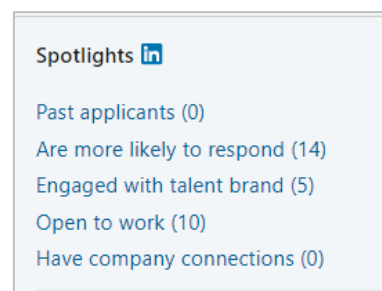 Spotlights in
Past applicants (0)
Are more likely to respond (14)
Engaged with talent brand (5)
Open to work (10)
Have company connections (0)